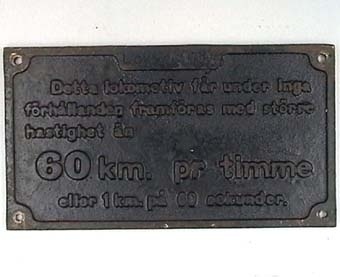 Detta lokomotiv får under inga
förhållanden framföras med större
hastighet än
60 km. pr timme
eller 1 km. på 60 sekunder.